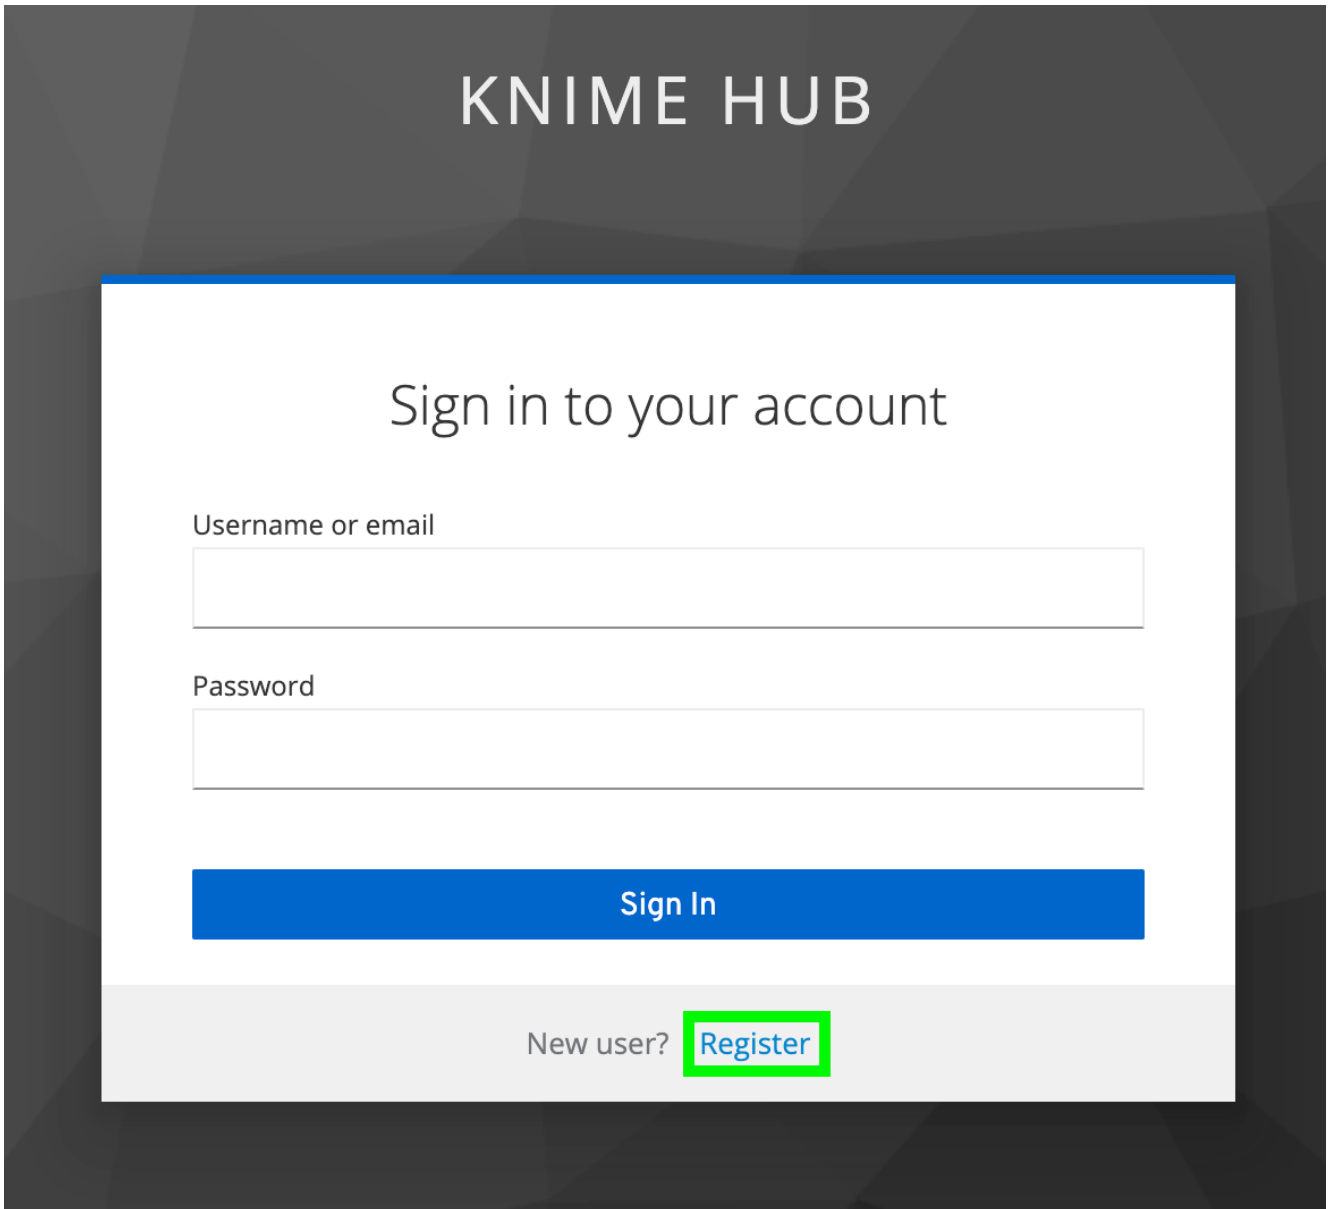 KNIME HUB
Sign in to your account
Username or email
Password
Sign In
New user? Register